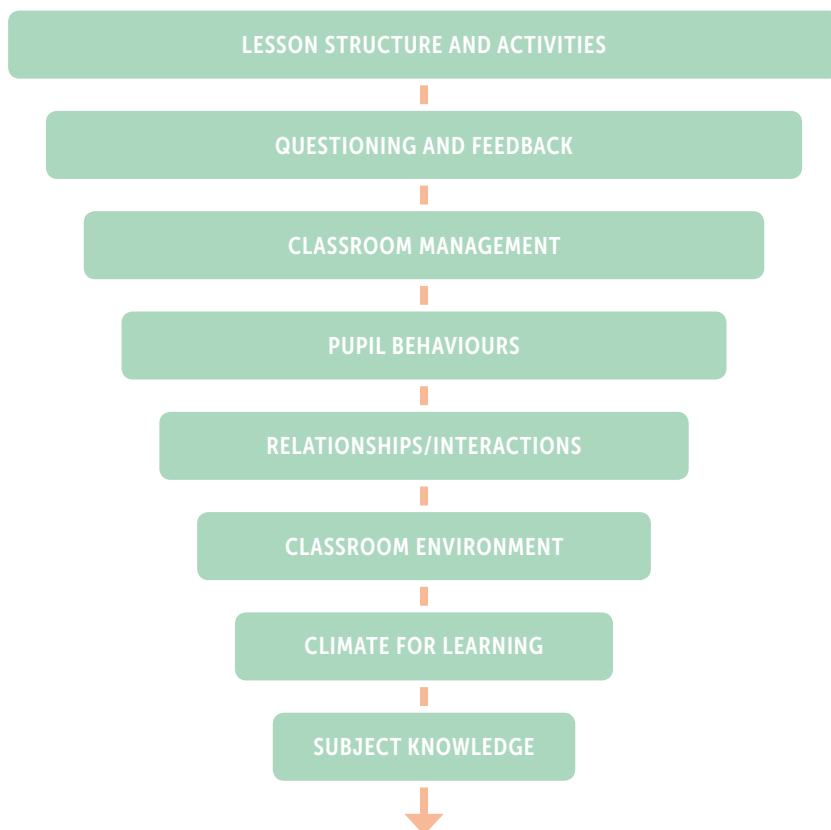 LESSON STRUCTURE AND ACTIVITIES
QUESTIONING AND FEEDBACK
CLASSROOM MANAGEMENT
PUPIL BEHAVIOURS
RELATIONSHIPS/INTERACTIONS
CLASSROOM ENVIRONMENT
CLIMATE FOR LEARNING
SUBJECT KNOWLEDGE